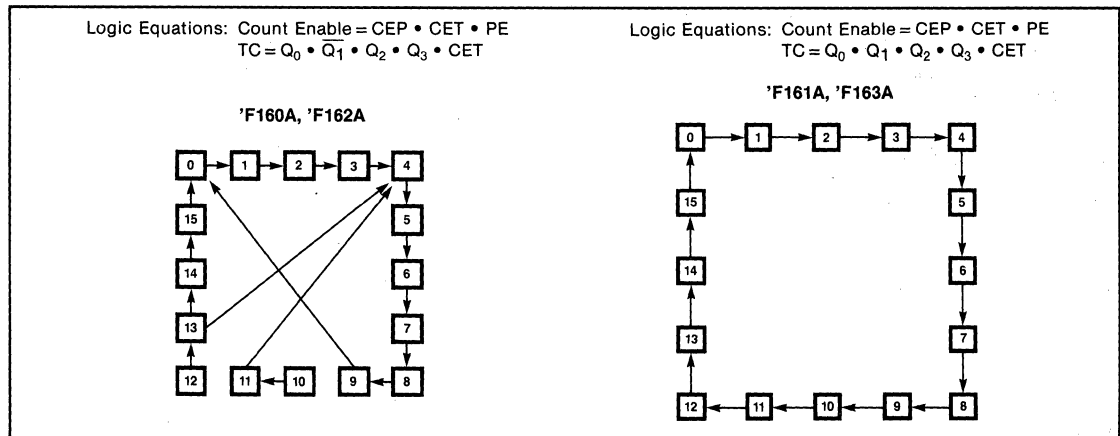 Logic Equations: Count Enable = CEP • CET • PE
TC = Q₀ • Q̅₁ • Q₂ • Q₃ • CET
'F160A, 'F162A
0 1 2 3 4
15 5
14 6
13 7
12 11 10 9 8
Logic Equations: Count Enable = CEP • CET • PE
TC = Q₀ • Q₁ • Q₂ • Q₃ • CET
'F161A, 'F163A
0 1 2 3 4
15 5
14 6
13 7
12 11 10 9 8